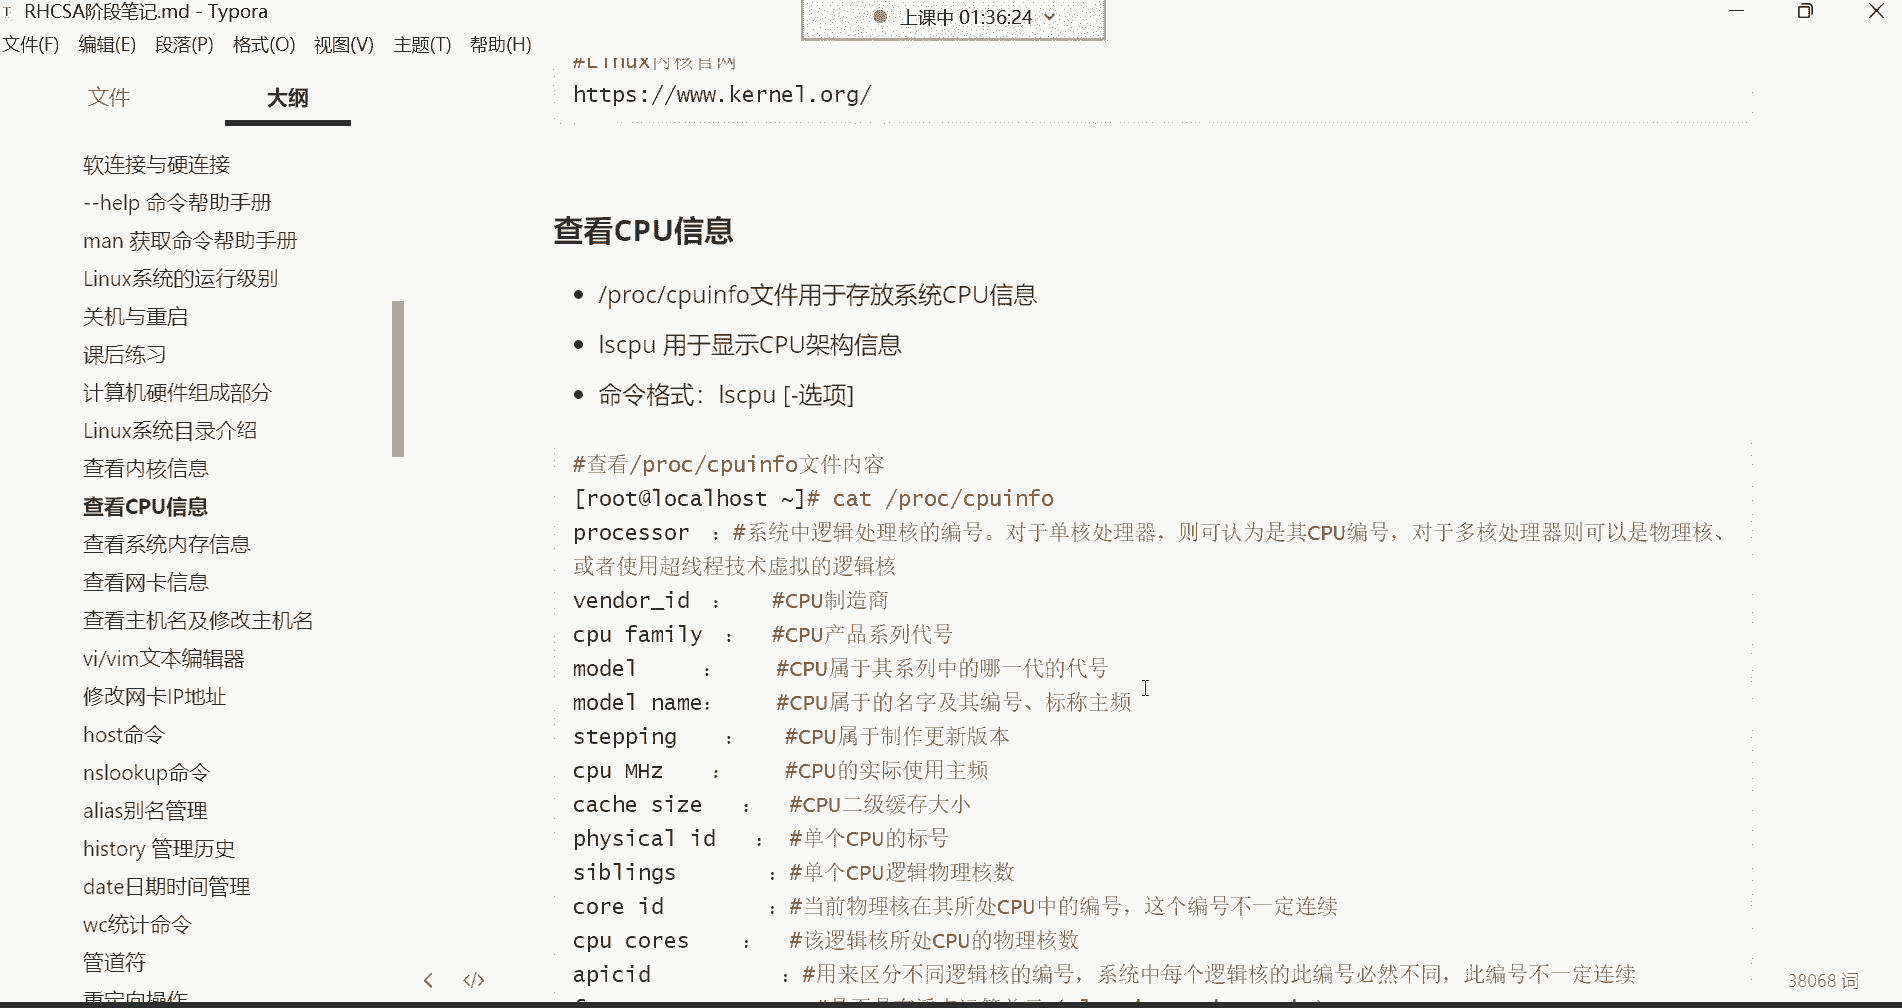 RHCSA阶段笔记.md - Typora
上课中 01:36:24
文件(F) 编辑(E) 段落(P) 格式(O) 视图(V) 主题(T) 帮助(H)
文件 大纲
软连接与硬连接
--help 命令帮助手册
man 获取命令帮助手册
Linux系统的运行级别
关机与重启
课后练习
计算机硬件组成部分
Linux系统目录介绍
查看内核信息
查看CPU信息
查看系统内存信息
查看网卡信息
查看主机名及修改主机名
vi/vim文本编辑器
修改网卡IP地址
host命令
nslookup命令
alias别名管理
history 管理历史
date日期时间管理
wc统计命令
管道符
重定向操作
#Linux内核官网
https://www.kernel.org/
查看CPU信息
/proc/cpuinfo文件用于存放系统CPU信息
lscpu 用于显示CPU架构信息
命令格式：lscpu [-选项]
#查看/proc/cpuinfo文件内容
[root@localhost ~]# cat /proc/cpuinfo
processor ：#系统中逻辑处理核的编号。对于单核处理器，则可认为是其CPU编号，对于多核处理器则可以是物理核、
或者使用超线程技术虚拟的逻辑核
vendor_id ： #CPU制造商
cpu family ： #CPU产品系列代号
model ： #CPU属于其系列中的哪一代的代号
model name： #CPU属于的名字及其编号、标称主频
stepping ： #CPU属于制作更新版本
cpu MHz ： #CPU的实际使用主频
cache size ： #CPU二级缓存大小
physical id ： #单个CPU的标号
siblings ：#单个CPU逻辑物理核数
core id ：#当前物理核在其所处CPU中的编号，这个编号不一定连续
cpu cores ： #该逻辑核所处CPU的物理核数
apicid ：#用来区分不同逻辑核的编号，系统中每个逻辑核的此编号必然不同，此编号不一定连续
38068 词